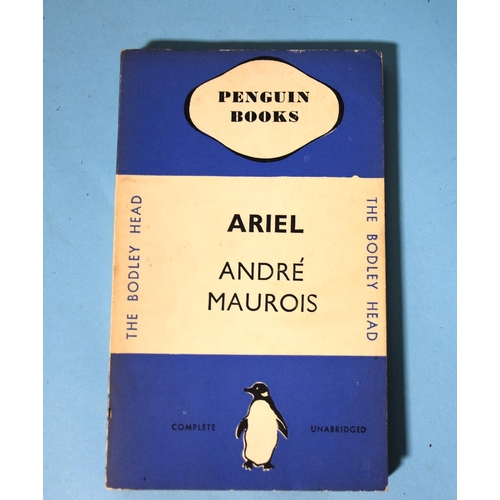 PENGUIN
BOOKS
THE BODLEY HEAD
ARIEL
ANDRÉ
MAUROIS
THE BODLEY HEAD
COMPLETE
UNABRIDGED